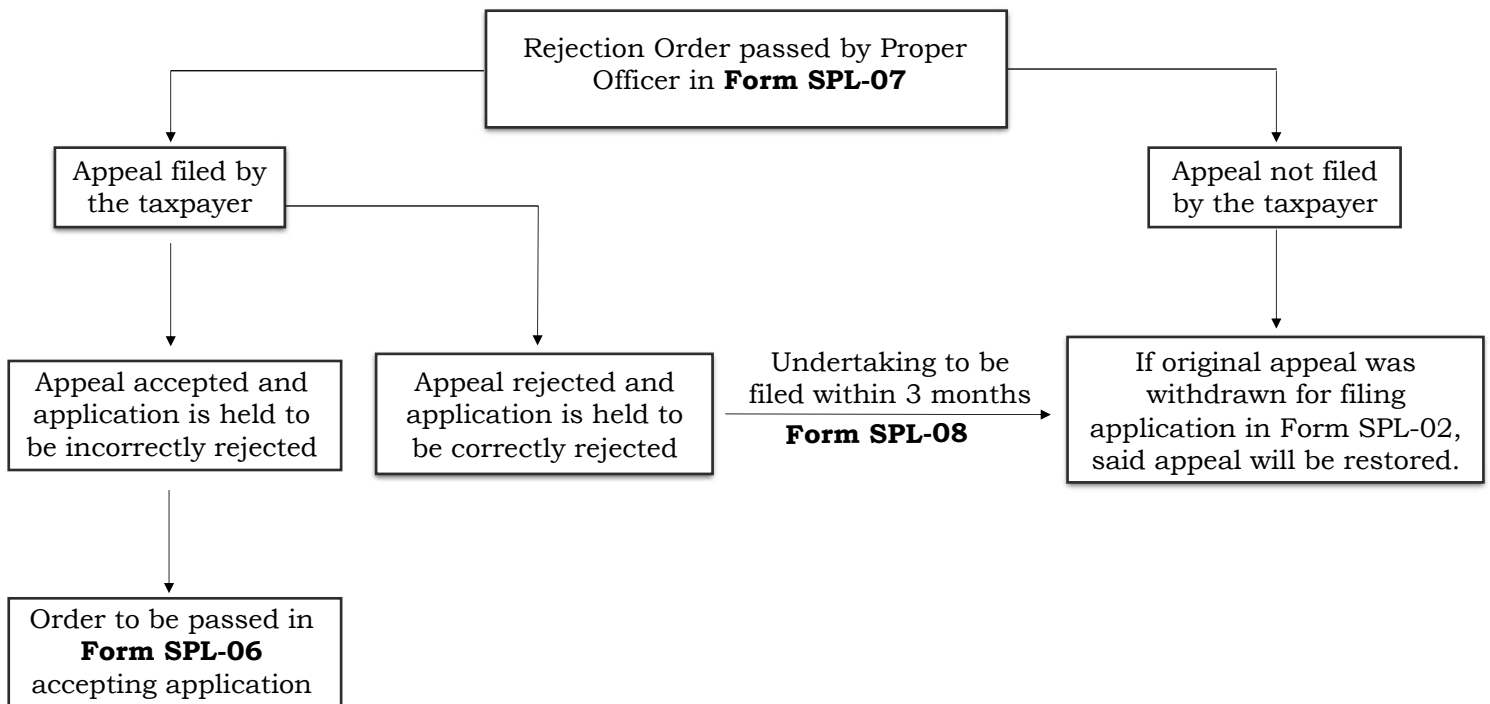 Rejection Order passed by Proper
Officer in Form SPL-07
Appeal filed by
the taxpayer
Appeal not filed
by the taxpayer
Appeal accepted and
application is held to
be incorrectly rejected
Appeal rejected and
application is held to
be correctly rejected
Undertaking to be
filed within 3 months
Form SPL-08
If original appeal was
withdrawn for filing
application in Form SPL-02,
said appeal will be restored.
Order to be passed in
Form SPL-06
accepting application